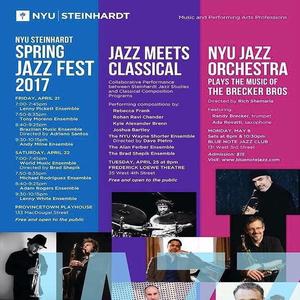 NYU STEINHARDT
Music and Performing Arts Professions
NYU STEINHARDT
SPRING
JAZZ FEST
2017
FRIDAY, APRIL 21
7:00-7:45pm
Lenny Pickett Ensemble
7:50-8:35pm
Tony Moreno Ensemble
8:40-9:25pm
Brazilian Music Ensemble
Directed by Adriano Santos
9:30-10:15pm
Andy Milne Ensemble
SATURDAY, APRIL 22
7:00-7:45pm
World Music Ensemble
Directed by Brad Shepik
7:50-8:35pm
Michael Rodriguez Ensemble
8:40-9:25pm
Adam Rogers Ensemble
9:30-10:15pm
Lenny White Ensemble
PROVINCETOWN PLAYHOUSE
133 MacDougal Street
Free and open to the public
JAZZ MEETS
CLASSICAL
Collaborative Performance
between Steinhardt Jazz Studies
and Classical Composition
Programs
Performing compositions by:
Rebecca Frank
Rohan Ravi Chander
Kyle Alexander Brenn
Joshua Bartley
The NYU Wayne Shorter Ensemble
Directed by Dave Pietro
The Alan Ferber Ensemble
The Brad Shepik Ensemble
TUESDAY, APRIL 25 at 8pm
FREDERICK LOEWE THEATRE
35 West 4th Street
Free and open to the public
NYU JAZZ
ORCHESTRA
PLAYS THE MUSIC OF
THE BRECKER BROS
Directed by Rich Shemaria
Featuring:
Randy Brecker, trumpet
Ada Rovatti, saxophone
MONDAY, MAY 8
Sets at 8pm & 10:30pm
BLUE NOTE JAZZ CLUB
131 West 3rd Street
Admission: $15
Visit: www.bluenotejazz.com